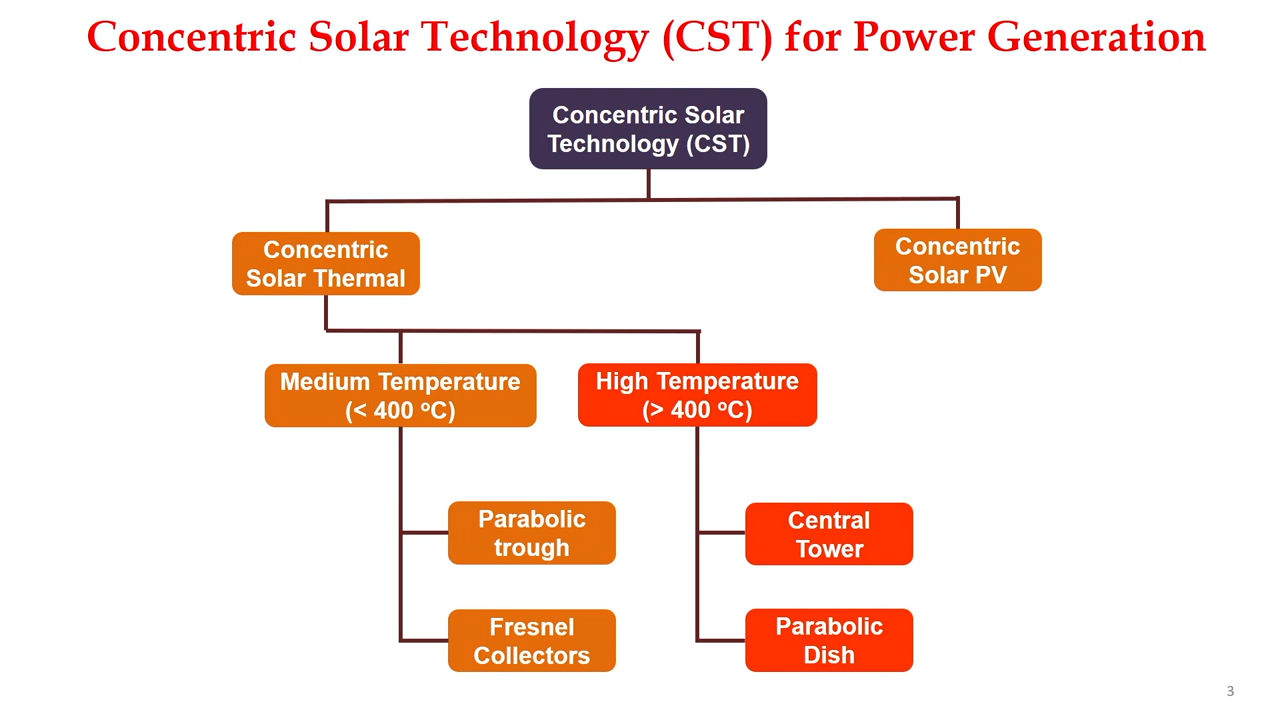 Concentric Solar Technology (CST) for Power Generation
Concentric Solar
Technology (CST)
Concentric
Solar Thermal
Concentric
Solar PV
Medium Temperature
(< 400 ºC)
High Temperature
(> 400 ºC)
Parabolic
trough
Central
Tower
Fresnel
Collectors
Parabolic
Dish
3